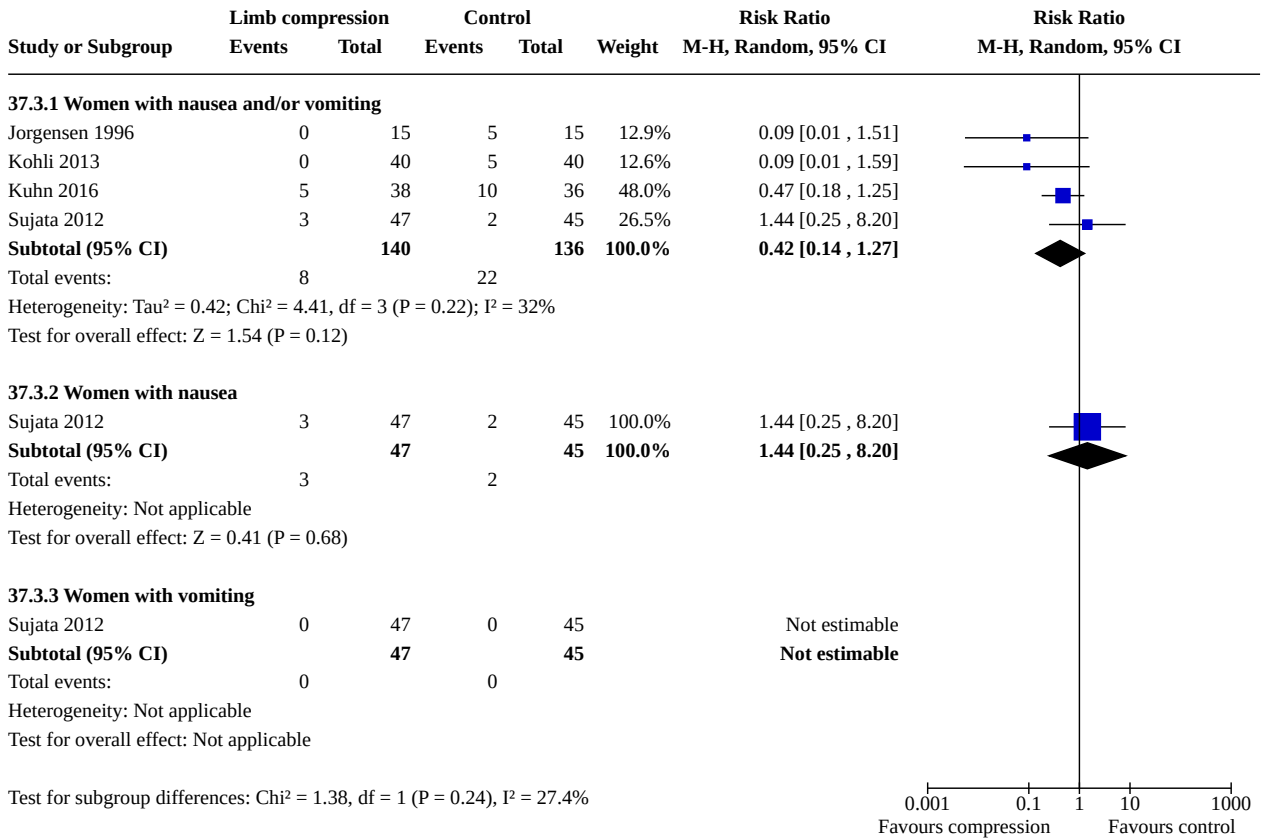 Limb compression Control Risk Ratio Risk Ratio
Study or Subgroup Events Total Events Total Weight M-H, Random, 95% CI M-H, Random, 95% CI
37.3.1 Women with nausea and/or vomiting
Jorgensen 1996 0 15 5 15 12.9% 0.09 [0.01 , 1.51]
Kohli 2013 0 40 5 40 12.6% 0.09 [0.01 , 1.59]
Kuhn 2016 5 38 10 36 48.0% 0.47 [0.18 , 1.25]
Sujata 2012 3 47 2 45 26.5% 1.44 [0.25 , 8.20]
Subtotal (95% CI) 140 136 100.0% 0.42 [0.14 , 1.27]
Total events: 8 22
Heterogeneity: Tau² = 0.42; Chi² = 4.41, df = 3 (P = 0.22); I² = 32%
Test for overall effect: Z = 1.54 (P = 0.12)
37.3.2 Women with nausea
Sujata 2012 3 47 2 45 100.0% 1.44 [0.25 , 8.20]
Subtotal (95% CI) 47 45 100.0% 1.44 [0.25 , 8.20]
Total events: 3 2
Heterogeneity: Not applicable
Test for overall effect: Z = 0.41 (P = 0.68)
37.3.3 Women with vomiting
Sujata 2012 0 47 0 45 Not estimable
Subtotal (95% CI) 47 45 Not estimable
Total events: 0 0
Heterogeneity: Not applicable
Test for overall effect: Not applicable
Test for subgroup differences: Chi² = 1.38, df = 1 (P = 0.24), I² = 27.4%
0.001 0.1 1 10 1000
Favours compression Favours control